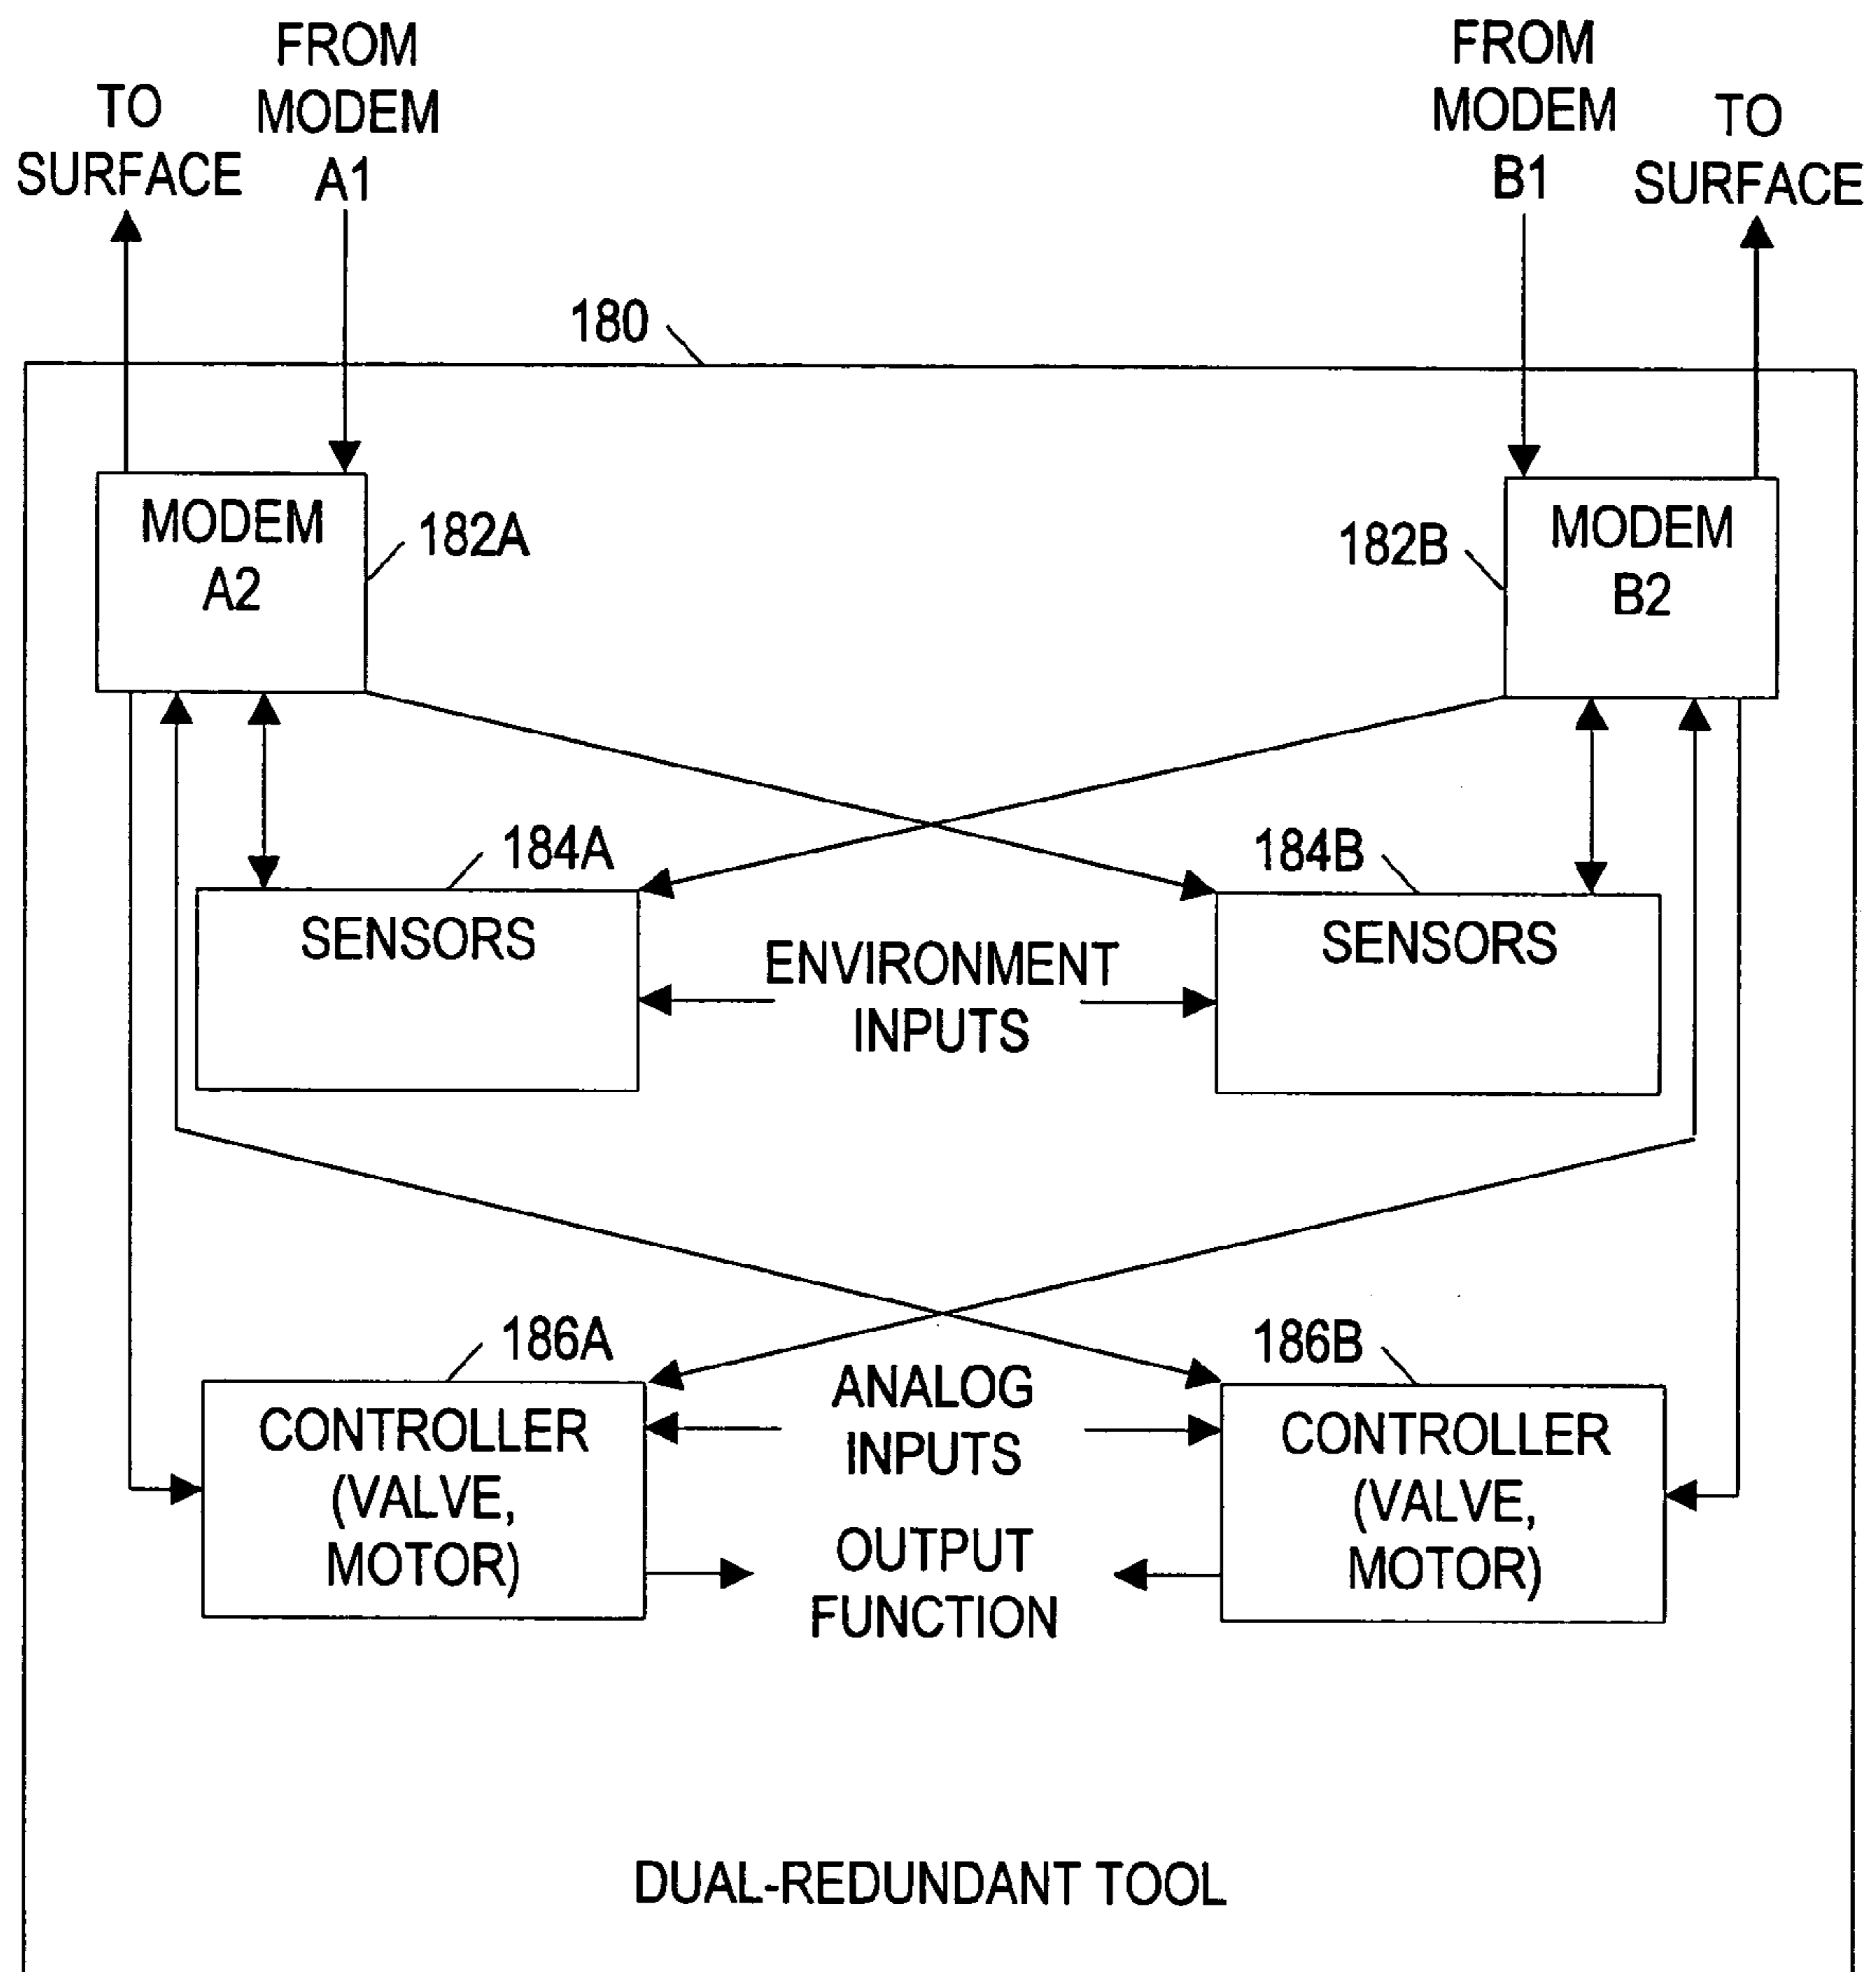 FROM
MODEM
A1
TO
SURFACE
FROM
MODEM
B1
TO
SURFACE
180
MODEM
A2
182A
182B
MODEM
B2
184A
SENSORS
184B
SENSORS
ENVIRONMENT
INPUTS
186A
CONTROLLER
(VALVE,
MOTOR)
ANALOG
INPUTS
OUTPUT
FUNCTION
186B
CONTROLLER
(VALVE,
MOTOR)
DUAL-REDUNDANT TOOL